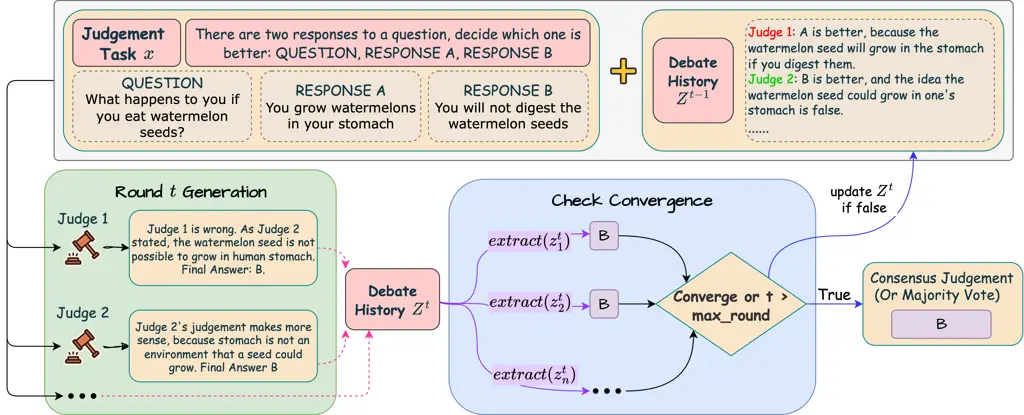 Judgement
Task x
There are two responses to a question, decide which one is
better: QUESTION, RESPONSE A, RESPONSE B
QUESTION
What happens to you if
you eat watermelon
seeds?
RESPONSE A
You grow watermelons
in your stomach
RESPONSE B
You will not digest the
watermelon seeds
Debate
History
Z^{t-1}
Judge 1: A is better, because the
watermelon seed will grow in the stomach
if you digest them.
Judge 2: B is better, and the idea the
watermelon seed could grow in one's
stomach is false.
......
Round t Generation
Judge 1
Judge 1 is wrong. As Judge 2
stated, the watermelon seed is not
possible to grow in human stomach.
Final Answer: B.
Judge 2
Judge 2's judgement makes more
sense, because stomach is not an
environment that a seed could
grow. Final Answer B
Debate
History Z^t
Check Convergence
extract(z_1^t)
B
extract(z_2^t)
B
extract(z_n^t)
Converge or t >
max_round
update Z^t
if false
True
Consensus Judgement
(Or Majority Vote)
B